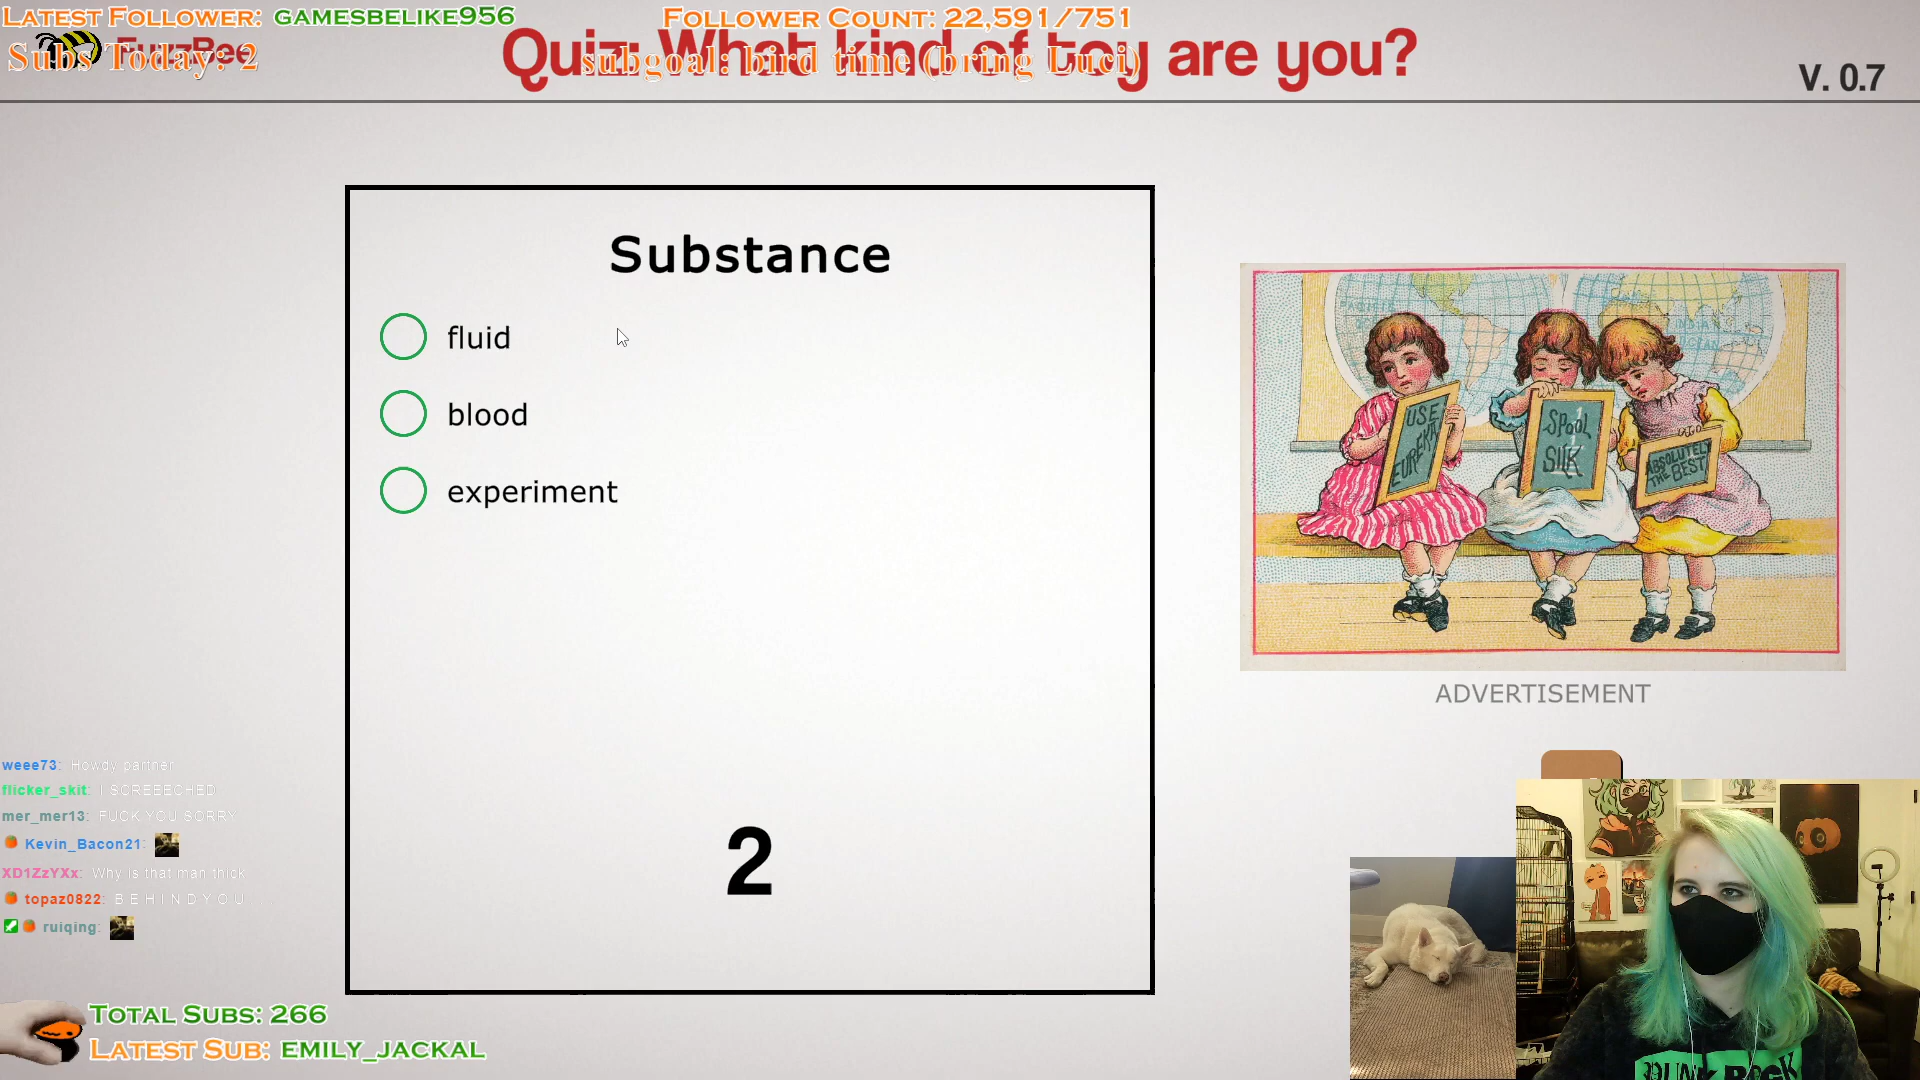 LATEST FOLLOWER: GAMESBELIKE956
FOLLOWER COUNT: 22,591/751
FuzzBee
Subs Today: 2
Quiz: What kind of toy are you?
subgoal: bird time (bring Luci)
V. 0.7
Substance
fluid
blood
experiment
2
USE EUREKA
SPOOL SILK
ABSOLUTELY THE BEST
ADVERTISEMENT
weee73: Howdy partner
flicker_skit: I SCREEECHED
mer_mer13: FUCK YOU SORRY
Kevin_Bacon21:
XD1ZzYXx: Why is that man thick
topaz0822: B E H I N D Y O U . . .
ruiqing:
TOTAL SUBS: 266
LATEST SUB: EMILY_JACKAL